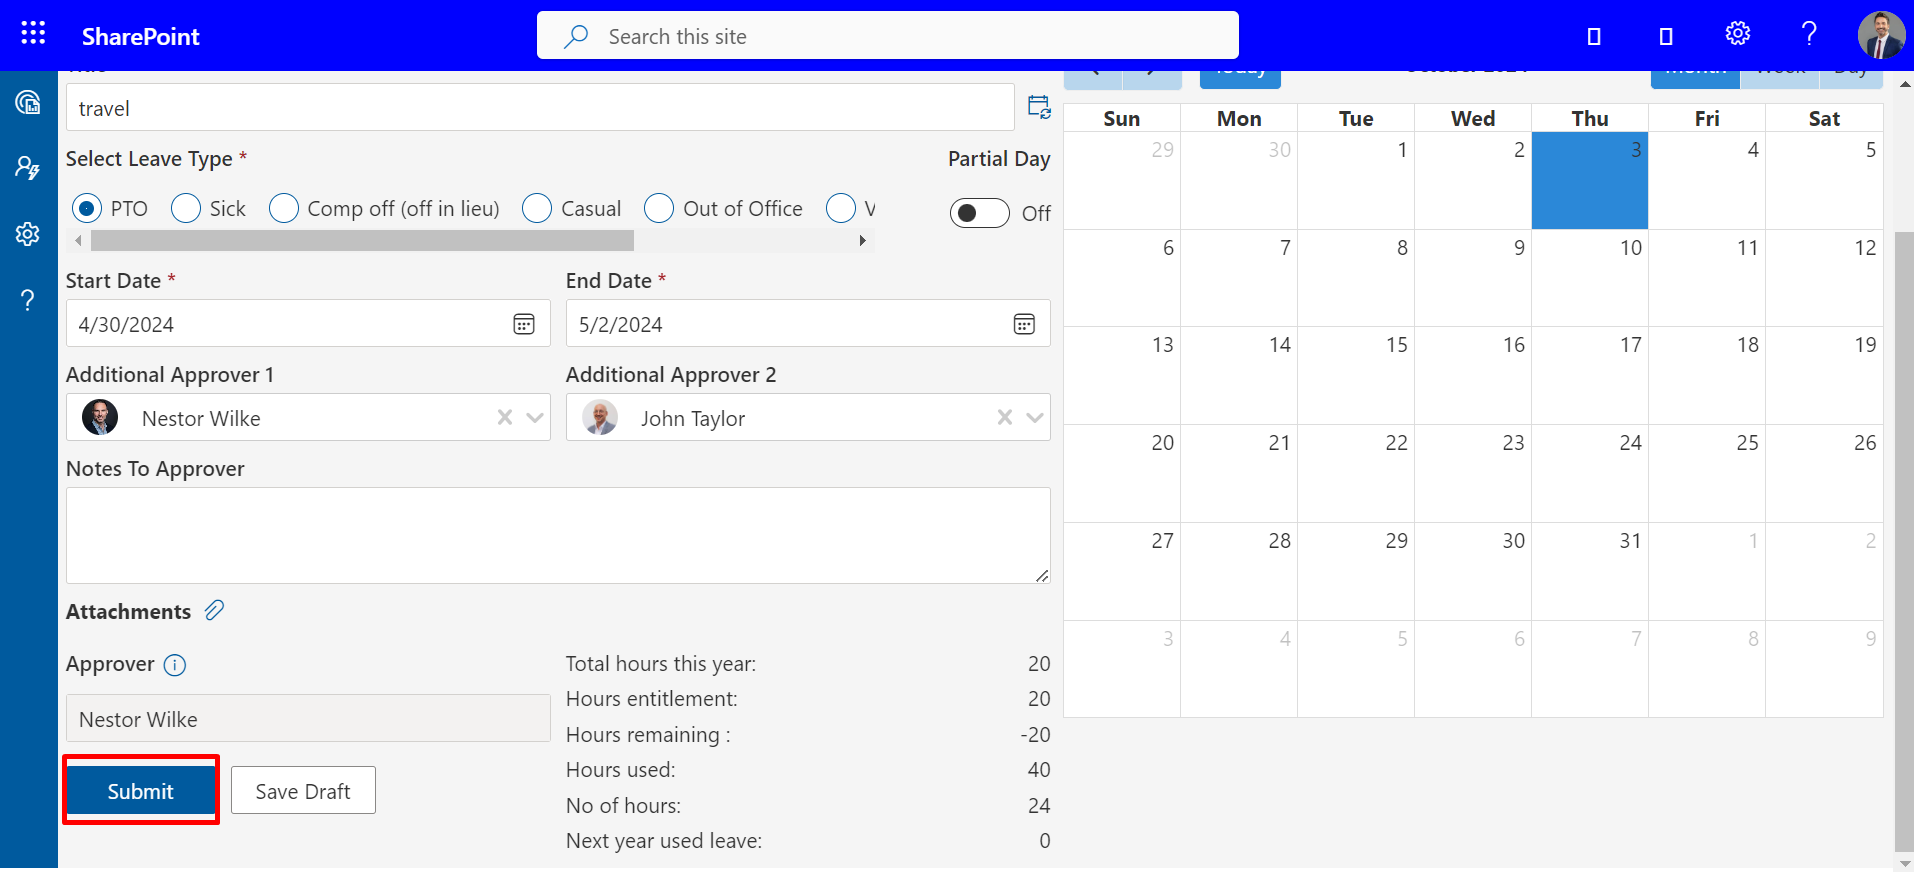 SharePoint
Search this site
?
travel
Select Leave Type *
Partial Day
PTO
Sick
Comp off (off in lieu)
Casual
Out of Office
Off
Start Date *
End Date *
4/30/2024
5/2/2024
Additional Approver 1
Additional Approver 2
Nestor Wilke
John Taylor
Notes To Approver
Attachments
Approver
Nestor Wilke
Submit
Save Draft
Total hours this year: 20
Hours entitlement: 20
Hours remaining : -20
Hours used: 40
No of hours: 24
Next year used leave: 0
Today
October 2024
Month
Week
Day
Sun Mon Tue Wed Thu Fri Sat
29 30 1 2 3 4 5
6 7 8 9 10 11 12
13 14 15 16 17 18 19
20 21 22 23 24 25 26
27 28 29 30 31 1 2
3 4 5 6 7 8 9